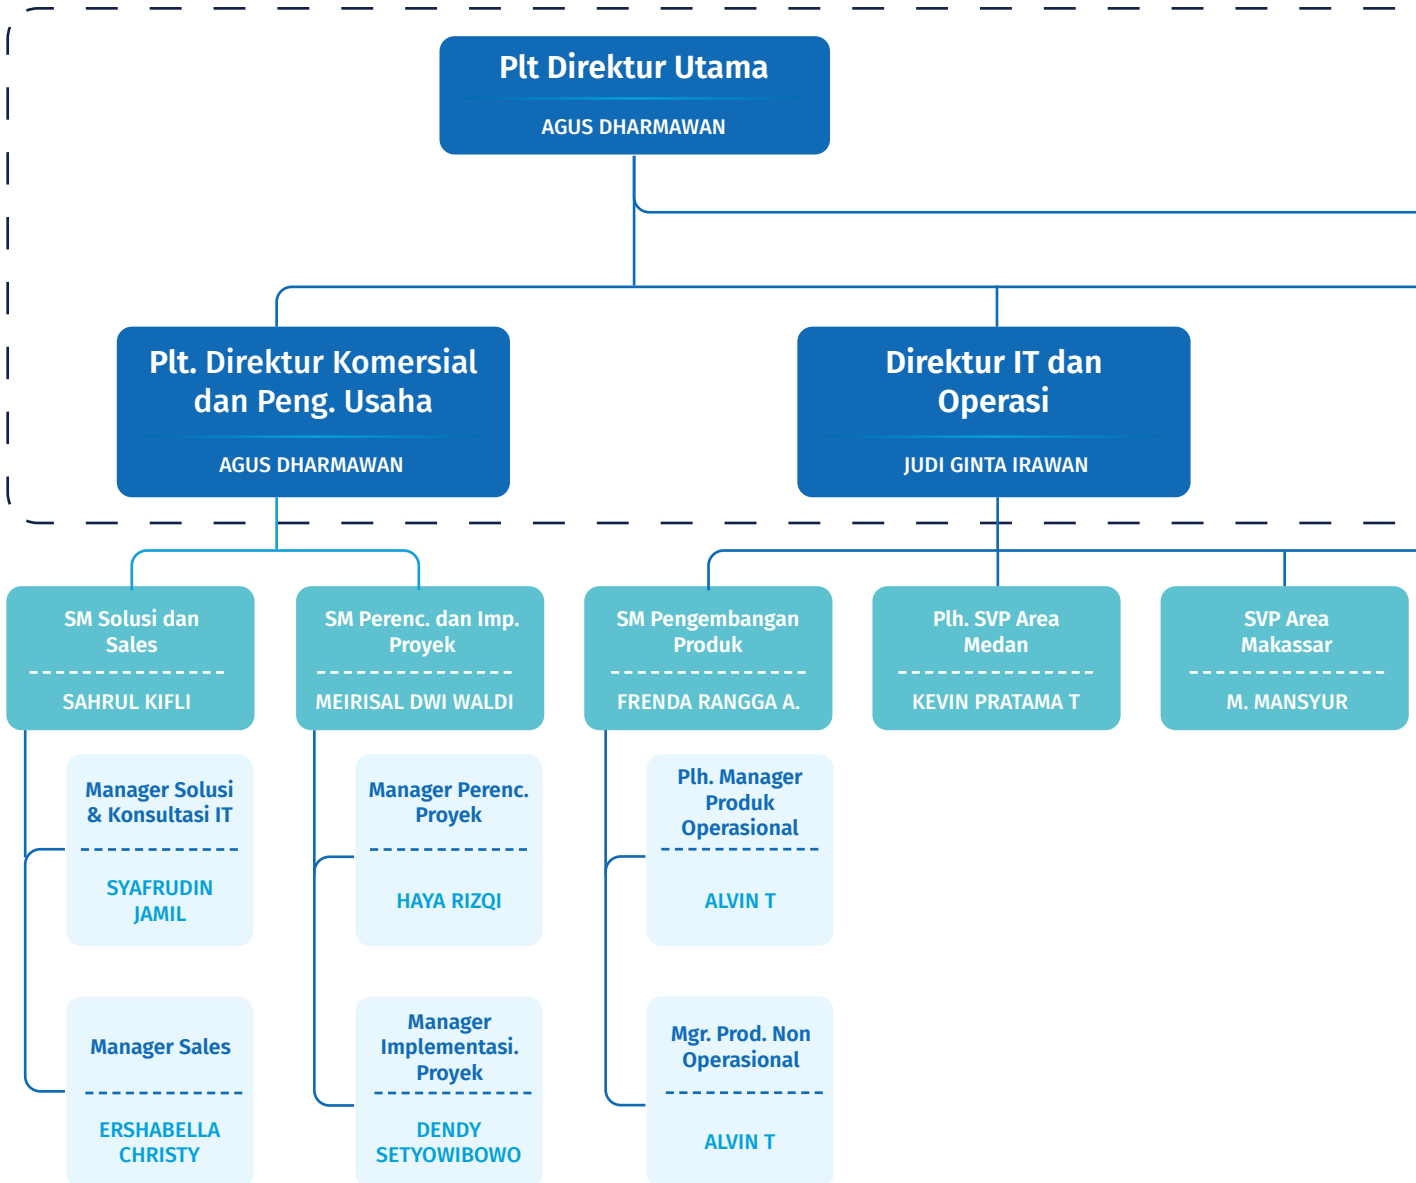 Plt Direktur Utama
AGUS DHARMAWAN
Plt. Direktur Komersial
dan Peng. Usaha
AGUS DHARMAWAN
Direktur IT dan
Operasi
JUDI GINTA IRAWAN
SM Solusi dan
Sales
SAHRUL KIFLI
SM Perenc. dan Imp.
Proyek
MEIRISAL DWI WALDI
SM Pengembangan
Produk
FRENDA RANGGA A.
Plh. SVP Area
Medan
KEVIN PRATAMA T
SVP Area
Makassar
M. MANSYUR
Manager Solusi
& Konsultasi IT
SYAFRUDIN
JAMIL
Manager Perenc.
Proyek
HAYA RIZQI
Plh. Manager
Produk
Operasional
ALVIN T
Manager Sales
ERSHABELLA
CHRISTY
Manager
Implementasi.
Proyek
DENDY
SETYOWIBOWO
Mgr. Prod. Non
Operasional
ALVIN T